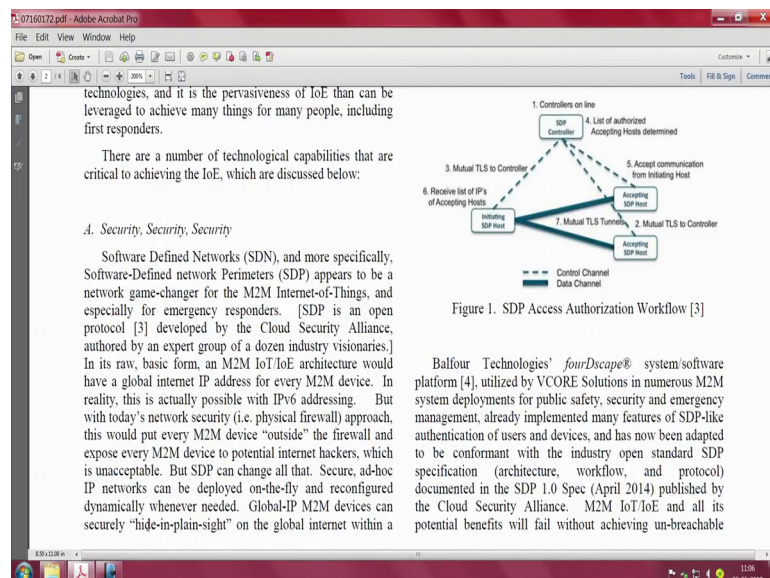 07160172.pdf - Adobe Acrobat Pro
File Edit View Window Help
Open Create
Customize
2 / 6 200%
Tools Fill & Sign Commen
technologies, and it is the pervasiveness of IoE than can be
leveraged to achieve many things for many people, including
first responders.
There are a number of technological capabilities that are
critical to achieving the IoE, which are discussed below:
A. Security, Security, Security
Software Defined Networks (SDN), and more specifically,
Software-Defined network Perimeters (SDP) appears to be a
network game-changer for the M2M Internet-of-Things, and
especially for emergency responders. [SDP is an open
protocol [3] developed by the Cloud Security Alliance,
authored by an expert group of a dozen industry visionaries.]
In its raw, basic form, an M2M IoT/IoE architecture would
have a global internet IP address for every M2M device. In
reality, this is actually possible with IPv6 addressing. But
with today's network security (i.e. physical firewall) approach,
this would put every M2M device "outside" the firewall and
expose every M2M device to potential internet hackers, which
is unacceptable. But SDP can change all that. Secure, ad-hoc
IP networks can be deployed on-the-fly and reconfigured
dynamically whenever needed. Global-IP M2M devices can
securely "hide-in-plain-sight" on the global internet within a
1. Controllers on line
SDP
Controller
4. List of authorized
Accepting Hosts determined
3. Mutual TLS to Controller
5. Accept communication
from Initiating Host
6. Receive list of IP's
of Accepting Hosts
Accepting
SDP Host
Initiating
SDP Host
7. Mutual TLS Tunnels
2. Mutual TLS to Controller
Accepting
SDP Host
Control Channel
Data Channel
Figure 1. SDP Access Authorization Workflow [3]
Balfour Technologies' fourDscape® system/software
platform [4], utilized by VCORE Solutions in numerous M2M
system deployments for public safety, security and emergency
management, already implemented many features of SDP-like
authentication of users and devices, and has now been adapted
to be conformant with the industry open standard SDP
specification (architecture, workflow, and protocol)
documented in the SDP 1.0 Spec (April 2014) published by
the Cloud Security Alliance. M2M IoT/IoE and all its
potential benefits will fail without achieving un-breachable
8.50 x 11.00 in
11:06